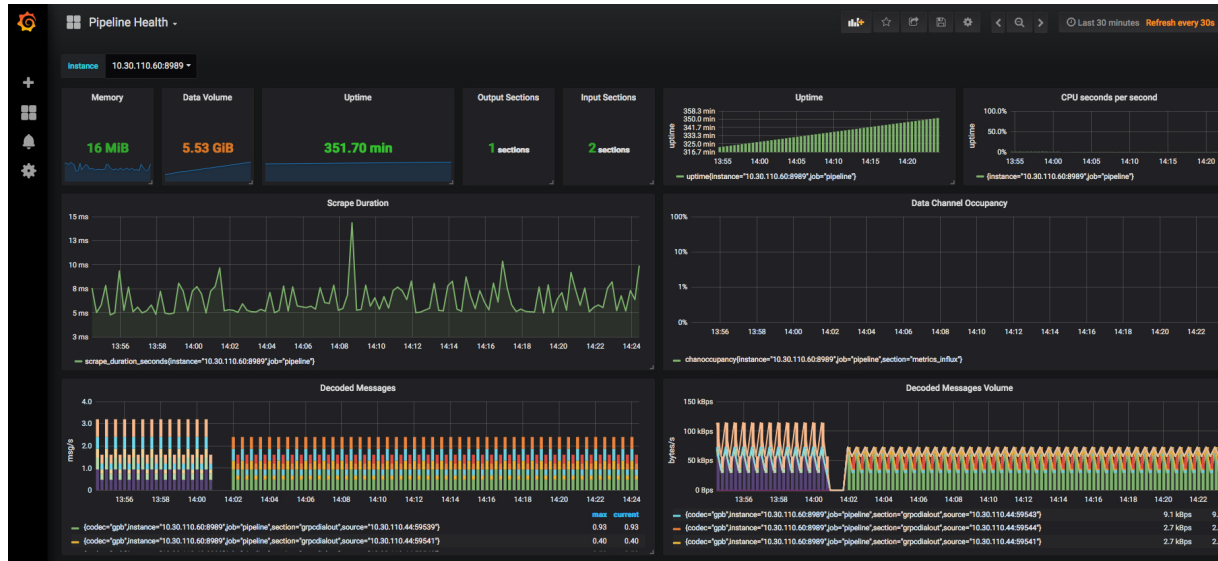 Pipeline Health
Last 30 minutes Refresh every 30s
Instance 10.30.110.60:8989
Memory
16 MiB
Data Volume
5.53 GiB
Uptime
351.70 min
Output Sections
1 sections
Input Sections
2 sections
Uptime
uptime
358.3 min
350.0 min
341.7 min
333.3 min
325.0 min
316.7 min
13:55 14:00 14:05 14:10 14:15 14:20
uptime{instance="10.30.110.60:8989",job="pipeline"}
CPU seconds per second
uptime
100.0%
50.0%
0%
13:55 14:00 14:05 14:10 14:15 14:20
{instance="10.30.110.60:8989",job="pipeline"}
Scrape Duration
15 ms
13 ms
10 ms
8 ms
5 ms
3 ms
13:56 13:58 14:00 14:02 14:04 14:06 14:08 14:10 14:12 14:14 14:16 14:18 14:20 14:22 14:24
scrape_duration_seconds{instance="10.30.110.60:8989",job="pipeline"}
Data Channel Occupancy
100%
10%
1%
0%
13:56 13:58 14:00 14:02 14:04 14:06 14:08 14:10 14:12 14:14 14:16 14:18 14:20 14:22
chanoccupancy{instance="10.30.110.60:8989",job="pipeline",section="metrics_influx"}
Decoded Messages
msg/s
4.0
3.0
2.0
1.0
0
13:56 13:58 14:00 14:02 14:04 14:06 14:08 14:10 14:12 14:14 14:16 14:18 14:20 14:22 14:24
max current
{codec="gpb",instance="10.30.110.60:8989",job="pipeline",section="grpcdialout",source="10.30.110.44:59539"} 0.93 0.93
{codec="gpb",instance="10.30.110.60:8989",job="pipeline",section="grpcdialout",source="10.30.110.44:59541"} 0.40 0.40
Decoded Messages Volume
bytes/s
150 kBps
100 kBps
50 kBps
0 Bps
13:56 13:58 14:00 14:02 14:04 14:06 14:08 14:10 14:12 14:14 14:16 14:18 14:20 14:22
{codec="gpb",instance="10.30.110.60:8989",job="pipeline",section="grpcdialout",source="10.30.110.44:59543"} 9.1 kBps 9.
{codec="gpb",instance="10.30.110.60:8989",job="pipeline",section="grpcdialout",source="10.30.110.44:59544"} 2.7 kBps 2.
{codec="gpb",instance="10.30.110.60:8989",job="pipeline",section="grpcdialout",source="10.30.110.44:59541"} 2.7 kBps 2.